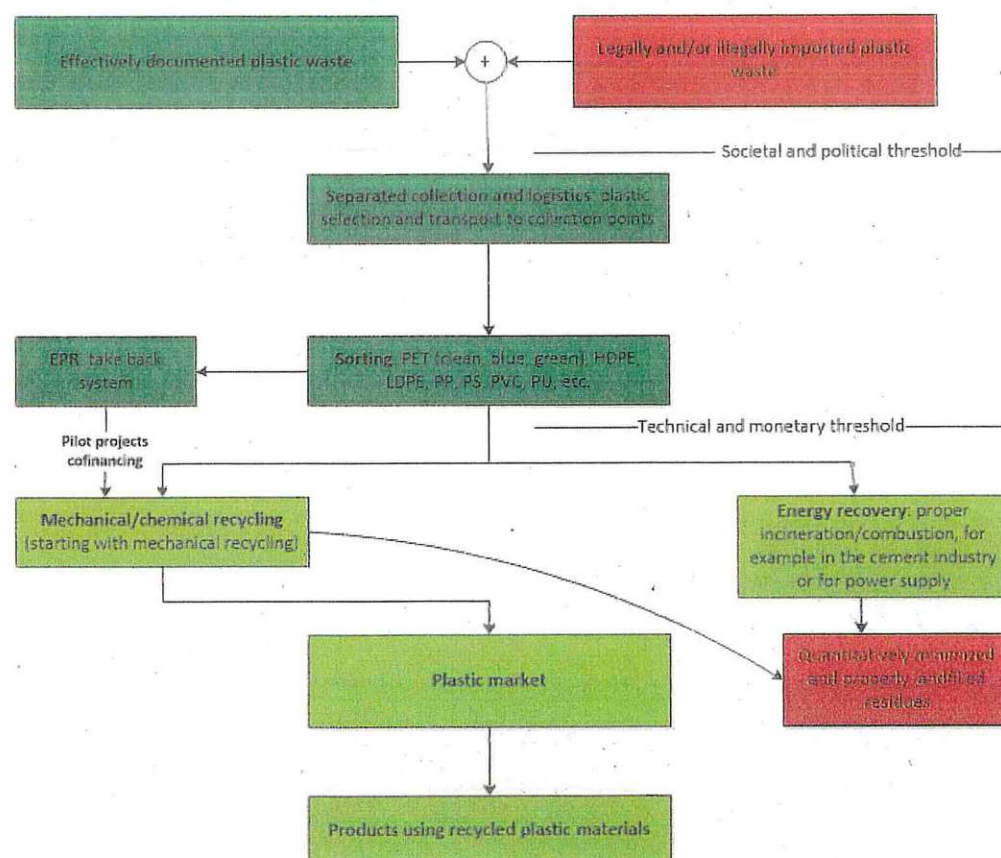 Effectively documented plastic waste
+
Legally and/or illegally imported plastic
waste
Societal and political threshold
Separated collection and logistics: plastic
selection and transport to collection points
EPR: take back
system
Sorting: PET (clean, blue, green), HDPE,
LDPE, PP, PS, PVC, PU, etc.
Pilot projects
cofinancing
Technical and monetary threshold
Mechanical/chemical recycling
(starting with mechanical recycling)
Energy recovery: proper
incineration/combustion, for
example in the cement industry
or for power supply
Plastic market
Quantitatively minimized
and properly landfilled
residues
Products using recycled plastic materials